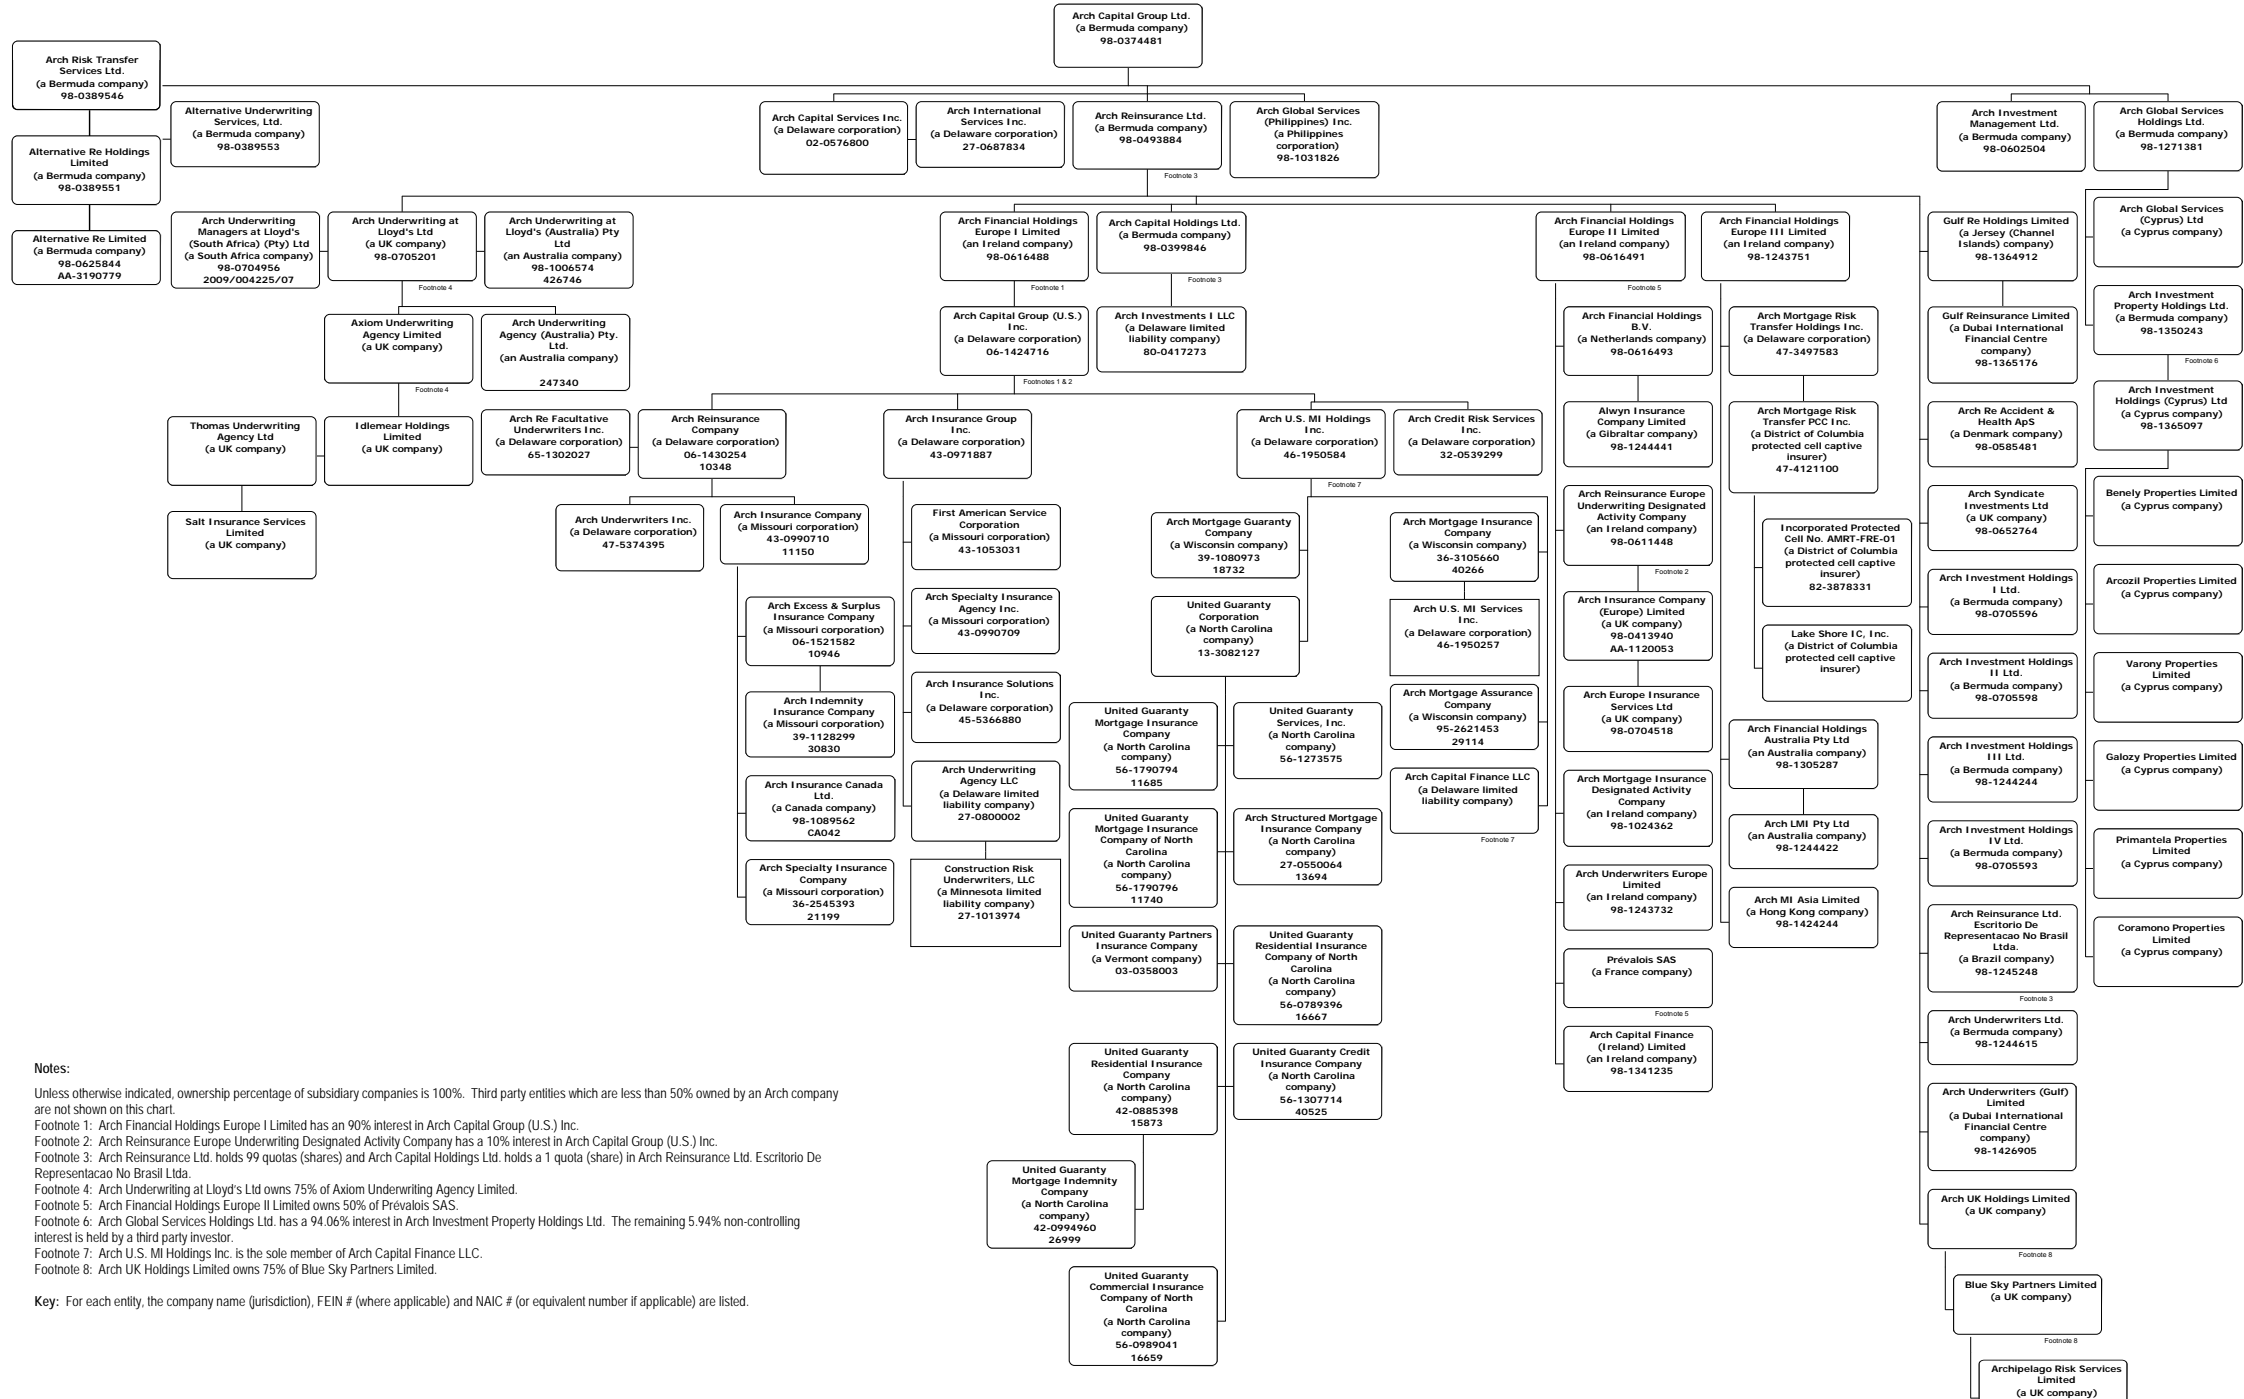 Arch Capital Group Ltd.
(a Bermuda company)
98-0374481
Arch Risk Transfer
Services Ltd.
(a Bermuda company)
98-0389546
Alternative Underwriting
Services, Ltd.
(a Bermuda company)
98-0389553
Alternative Re Holdings
Limited
(a Bermuda company)
98-0389551
Alternative Re Limited
(a Bermuda company)
98-0625844
AA-3190779
Arch Capital Services Inc.
(a Delaware corporation)
02-0576800
Arch International
Services Inc.
(a Delaware corporation)
27-0687834
Arch Reinsurance Ltd.
(a Bermuda company)
98-0493884
Footnote 3
Arch Global Services
(Philippines) Inc.
(a Philippines
corporation)
98-1031826
Arch Investment
Management Ltd.
(a Bermuda company)
98-0602504
Arch Global Services
Holdings Ltd.
(a Bermuda company)
98-1271381
Arch Underwriting
Managers at Lloyd's
(South Africa) (Pty) Ltd
(a South Africa company)
98-0704956
2009/004225/07
Arch Underwriting at
Lloyd's Ltd
(a UK company)
98-0705201
Footnote 4
Arch Underwriting at
Lloyd's (Australia) Pty
Ltd
(an Australia company)
98-1006574
426746
Axiom Underwriting
Agency Limited
(a UK company)
Footnote 4
Arch Underwriting
Agency (Australia) Pty.
Ltd.
(an Australia company)
247340
Thomas Underwriting
Agency Ltd
(a UK company)
Idlemear Holdings
Limited
(a UK company)
Salt Insurance Services
Limited
(a UK company)
Arch Financial Holdings
Europe I Limited
(an Ireland company)
98-0616488
Footnote 1
Arch Capital Holdings Ltd.
(a Bermuda company)
98-0399846
Footnote 3
Arch Capital Group (U.S.)
Inc.
(a Delaware corporation)
06-1424716
Footnotes 1 & 2
Arch Investments I LLC
(a Delaware limited
liability company)
80-0417273
Arch Re Facultative
Underwriters Inc.
(a Delaware corporation)
65-1302027
Arch Reinsurance
Company
(a Delaware corporation)
06-1430254
10348
Arch Insurance Group
Inc.
(a Delaware corporation)
43-0971887
Arch U.S. MI Holdings
Inc.
(a Delaware corporation)
46-1950584
Footnote 7
Arch Credit Risk Services
Inc.
(a Delaware corporation)
32-0539299
Arch Underwriters Inc.
(a Delaware corporation)
47-5374395
Arch Insurance Company
(a Missouri corporation)
43-0990710
11150
Arch Excess & Surplus
Insurance Company
(a Missouri corporation)
06-1521582
10946
Arch Indemnity
Insurance Company
(a Missouri corporation)
39-1128299
30830
Arch Insurance Canada
Ltd.
(a Canada company)
98-1089562
CA042
Arch Specialty Insurance
Company
(a Missouri corporation)
36-2545393
21199
First American Service
Corporation
(a Missouri corporation)
43-1053031
Arch Specialty Insurance
Agency Inc.
(a Missouri corporation)
43-0990709
Arch Insurance Solutions
Inc.
(a Delaware corporation)
45-5366880
Arch Underwriting
Agency LLC
(a Delaware limited
liability company)
27-0800002
Construction Risk
Underwriters, LLC
(a Minnesota limited
liability company)
27-1013974
Arch Mortgage Guaranty
Company
(a Wisconsin company)
39-1080973
18732
United Guaranty
Corporation
(a North Carolina
company)
13-3082127
Arch Mortgage Insurance
Company
(a Wisconsin company)
36-3105660
40266
Arch U.S. MI Services
Inc.
(a Delaware corporation)
46-1950257
Arch Mortgage Assurance
Company
(a Wisconsin company)
95-2621453
29114
Arch Capital Finance LLC
(a Delaware limited
liability company)
Footnote 7
United Guaranty
Mortgage Insurance
Company
(a North Carolina
company)
56-1790794
11685
United Guaranty
Services, Inc.
(a North Carolina
company)
56-1273575
United Guaranty
Mortgage Insurance
Company of North
Carolina
(a North Carolina
company)
56-1790796
11740
Arch Structured Mortgage
Insurance Company
(a North Carolina
company)
27-0550064
13694
United Guaranty Partners
Insurance Company
(a Vermont company)
03-0358003
United Guaranty
Residential Insurance
Company of North
Carolina
(a North Carolina
company)
56-0789396
16667
United Guaranty
Residential Insurance
Company
(a North Carolina
company)
42-0885398
15873
United Guaranty Credit
Insurance Company
(a North Carolina
company)
56-1307714
40525
United Guaranty
Mortgage Indemnity
Company
(a North Carolina
company)
42-0994960
26999
United Guaranty
Commercial Insurance
Company of North
Carolina
(a North Carolina
company)
56-0989041
16659
Arch Financial Holdings
Europe II Limited
(an Ireland company)
98-0616491
Footnote 5
Arch Financial Holdings
B.V.
(a Netherlands company)
98-0616493
Alwyn Insurance
Company Limited
(a Gibraltar company)
98-1244441
Arch Reinsurance Europe
Underwriting Designated
Activity Company
(an Ireland company)
98-0611448
Footnote 2
Arch Insurance Company
(Europe) Limited
(a UK company)
98-0413940
AA-1120053
Arch Europe Insurance
Services Ltd
(a UK company)
98-0704518
Arch Mortgage Insurance
Designated Activity
Company
(an Ireland company)
98-1024362
Arch Underwriters Europe
Limited
(an Ireland company)
98-1243732
Prévalois SAS
(a France company)
Footnote 5
Arch Capital Finance
(Ireland) Limited
(an Ireland company)
98-1341235
Arch Financial Holdings
Europe III Limited
(an Ireland company)
98-1243751
Arch Mortgage Risk
Transfer Holdings Inc.
(a Delaware corporation)
47-3497583
Arch Mortgage Risk
Transfer PCC Inc.
(a District of Columbia
protected cell captive
insurer)
47-4121100
Incorporated Protected
Cell No. AMRT-FRE-01
(a District of Columbia
protected cell captive
insurer)
82-3878331
Lake Shore IC, Inc.
(a District of Columbia
protected cell captive
insurer)
Arch Financial Holdings
Australia Pty Ltd
(an Australia company)
98-1305287
Arch LMI Pty Ltd
(an Australia company)
98-1244422
Arch MI Asia Limited
(a Hong Kong company)
98-1424244
Gulf Re Holdings Limited
(a Jersey (Channel
Islands) company)
98-1364912
Gulf Reinsurance Limited
(a Dubai International
Financial Centre
company)
98-1365176
Arch Re Accident &
Health ApS
(a Denmark company)
98-0585481
Arch Syndicate
Investments Ltd
(a UK company)
98-0652764
Arch Investment Holdings
I Ltd.
(a Bermuda company)
98-0705596
Arch Investment Holdings
II Ltd.
(a Bermuda company)
98-0705598
Arch Investment Holdings
III Ltd.
(a Bermuda company)
98-1244244
Arch Investment Holdings
IV Ltd.
(a Bermuda company)
98-0705593
Arch Reinsurance Ltd.
Escritorio De
Representacao No Brasil
Ltda.
(a Brazil company)
98-1245248
Footnote 3
Arch Underwriters Ltd.
(a Bermuda company)
98-1244615
Arch Underwriters (Gulf)
Limited
(a Dubai International
Financial Centre
company)
98-1426905
Arch UK Holdings Limited
(a UK company)
Footnote 8
Blue Sky Partners Limited
(a UK company)
Footnote 8
Archipelago Risk Services
Limited
(a UK company)
Arch Global Services
(Cyprus) Ltd
(a Cyprus company)
Arch Investment
Property Holdings Ltd.
(a Bermuda company)
98-1350243
Footnote 6
Arch Investment
Holdings (Cyprus) Ltd
(a Cyprus company)
98-1365097
Benely Properties Limited
(a Cyprus company)
Arcozil Properties Limited
(a Cyprus company)
Varony Properties
Limited
(a Cyprus company)
Galozy Properties Limited
(a Cyprus company)
Primantela Properties
Limited
(a Cyprus company)
Coramono Properties
Limited
(a Cyprus company)
Notes:
Unless otherwise indicated, ownership percentage of subsidiary companies is 100%. Third party entities which are less than 50% owned by an Arch company
are not shown on this chart.
Footnote 1: Arch Financial Holdings Europe I Limited has an 90% interest in Arch Capital Group (U.S.) Inc.
Footnote 2: Arch Reinsurance Europe Underwriting Designated Activity Company has a 10% interest in Arch Capital Group (U.S.) Inc.
Footnote 3: Arch Reinsurance Ltd. holds 99 quotas (shares) and Arch Capital Holdings Ltd. holds a 1 quota (share) in Arch Reinsurance Ltd. Escritorio De
Representacao No Brasil Ltda.
Footnote 4: Arch Underwriting at Lloyd's Ltd owns 75% of Axiom Underwriting Agency Limited.
Footnote 5: Arch Financial Holdings Europe II Limited owns 50% of Prévalois SAS.
Footnote 6: Arch Global Services Holdings Ltd. has a 94.06% interest in Arch Investment Property Holdings Ltd. The remaining 5.94% non-controlling
interest is held by a third party investor.
Footnote 7: Arch U.S. MI Holdings Inc. is the sole member of Arch Capital Finance LLC.
Footnote 8: Arch UK Holdings Limited owns 75% of Blue Sky Partners Limited.
Key: For each entity, the company name (jurisdiction), FEIN # (where applicable) and NAIC # (or equivalent number if applicable) are listed.